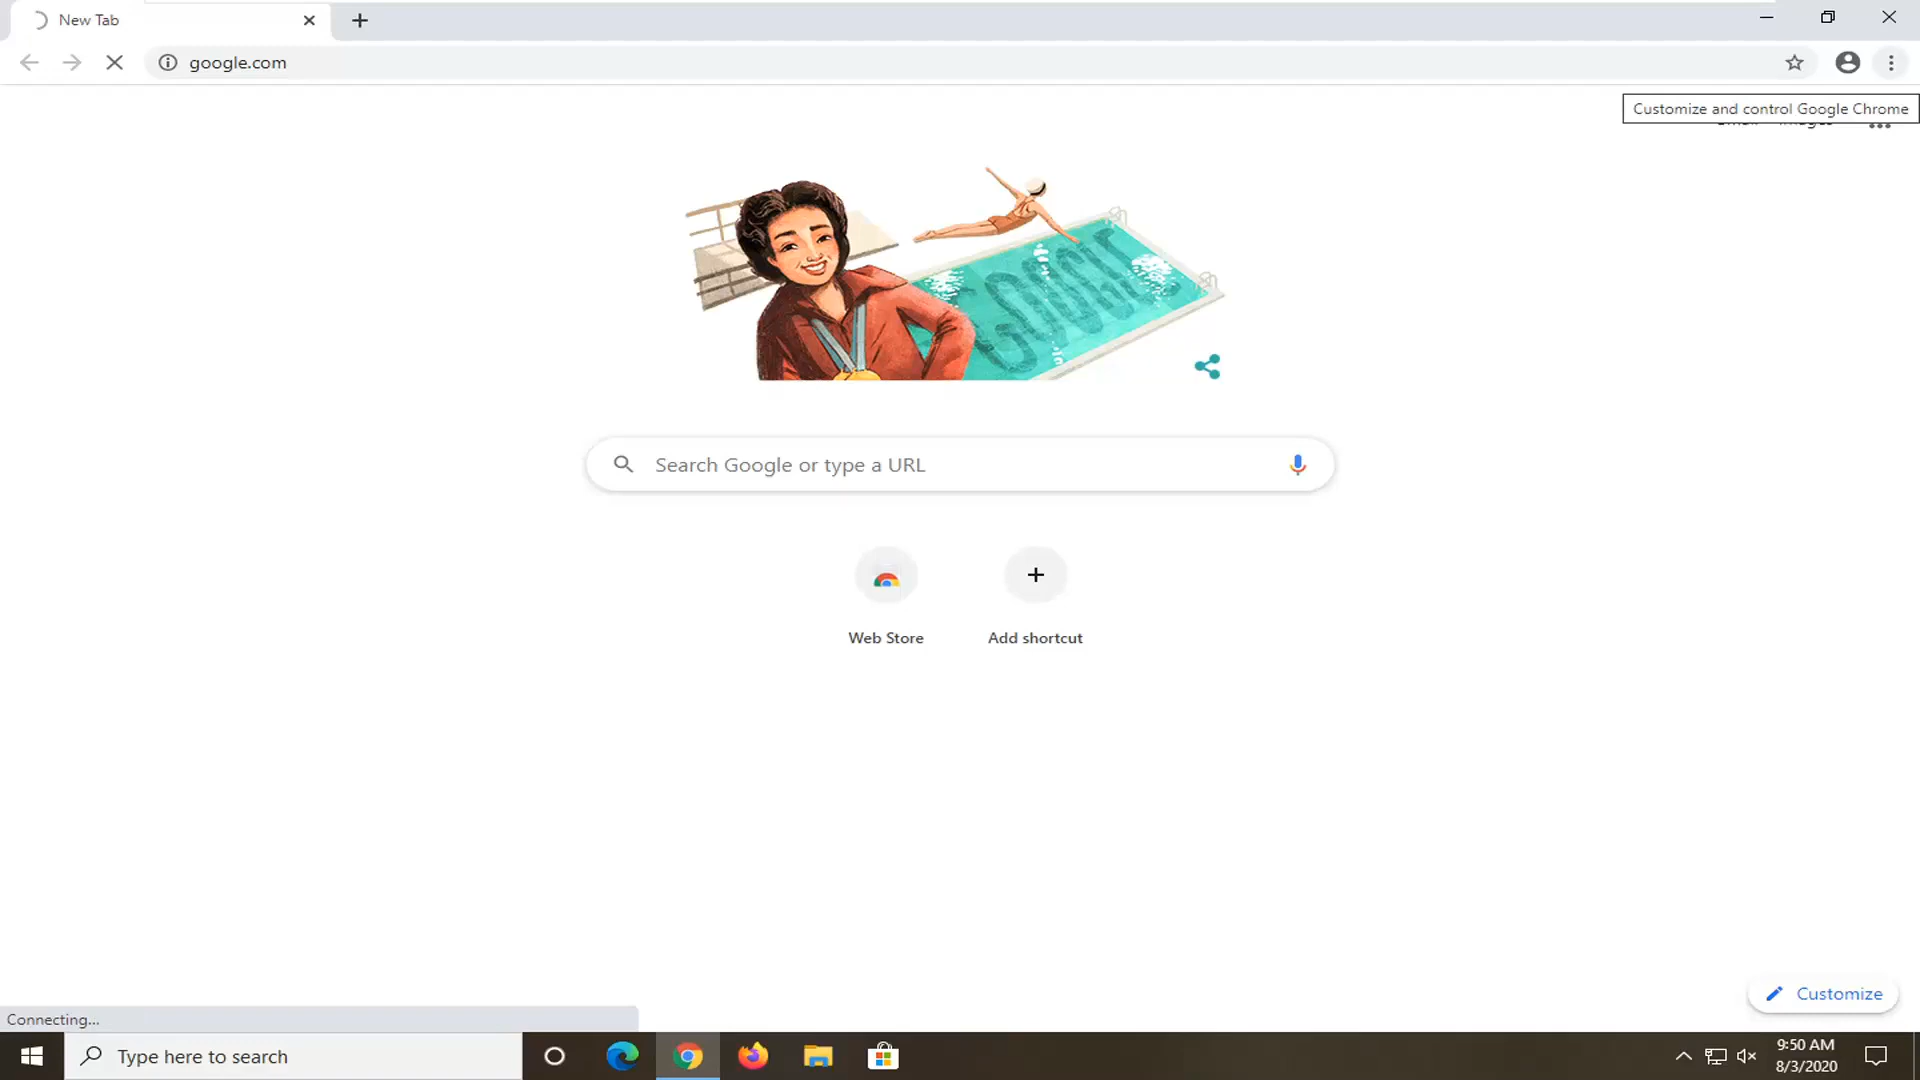 New Tab
google.com
Customize and control Google Chrome
GOOGLE
Search Google or type a URL
Web Store
Add shortcut
Customize
Connecting...
Type here to search
9:50 AM
8/3/2020